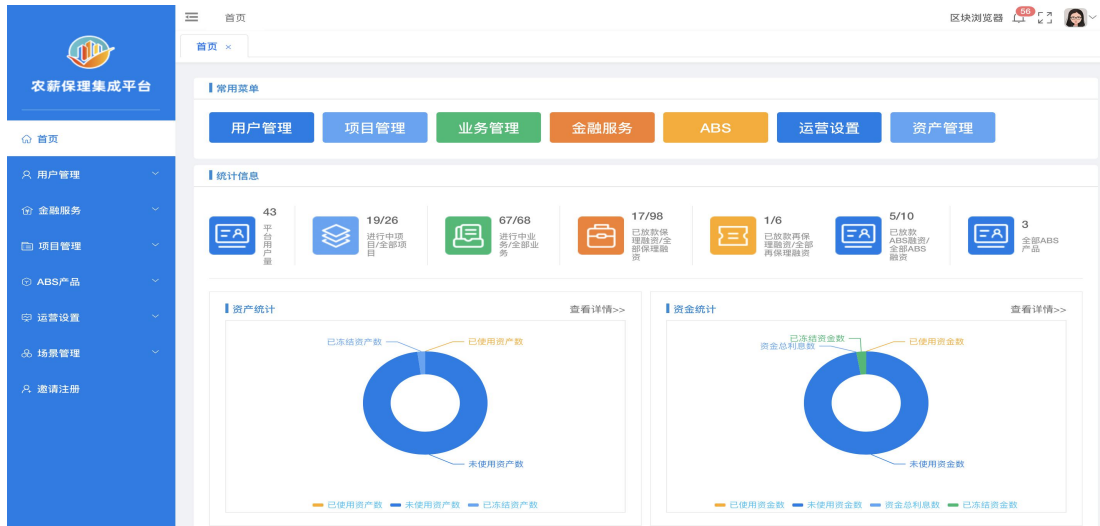 首页
区块浏览器
56
农薪保理集成平台
首页 ×
首页
用户管理
金融服务
项目管理
ABS产品
运营设置
场景管理
邀请注册
常用菜单
用户管理
项目管理
业务管理
金融服务
ABS
运营设置
资产管理
统计信息
43
平
台
用
户
量
19/26
进行中项
目/全部项
目
67/68
进行中业
务/全部业
务
17/98
已放款保
理融资/全
部保理融
资
1/6
已放款再保
理融资/全部
再保理融资
5/10
已放款
ABS融资/
全部ABS
融资
3
全部ABS
产品
资产统计
查看详情>>
已冻结资产数
已使用资产数
未使用资产数
已使用资产数 未使用资产数 已冻结资产数
资金统计
查看详情>>
已冻结资金数
资金总利息数
已使用资金数
未使用资金数
已使用资金数 未使用资金数 资金总利息数 已冻结资金数